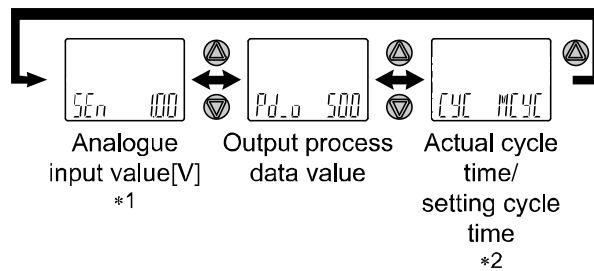 SEn 1.00
Pd_o 500
CYC MCYC
Analogue
input value[V]
*1
Output process
data value
Actual cycle
time/
setting cycle
time
*2